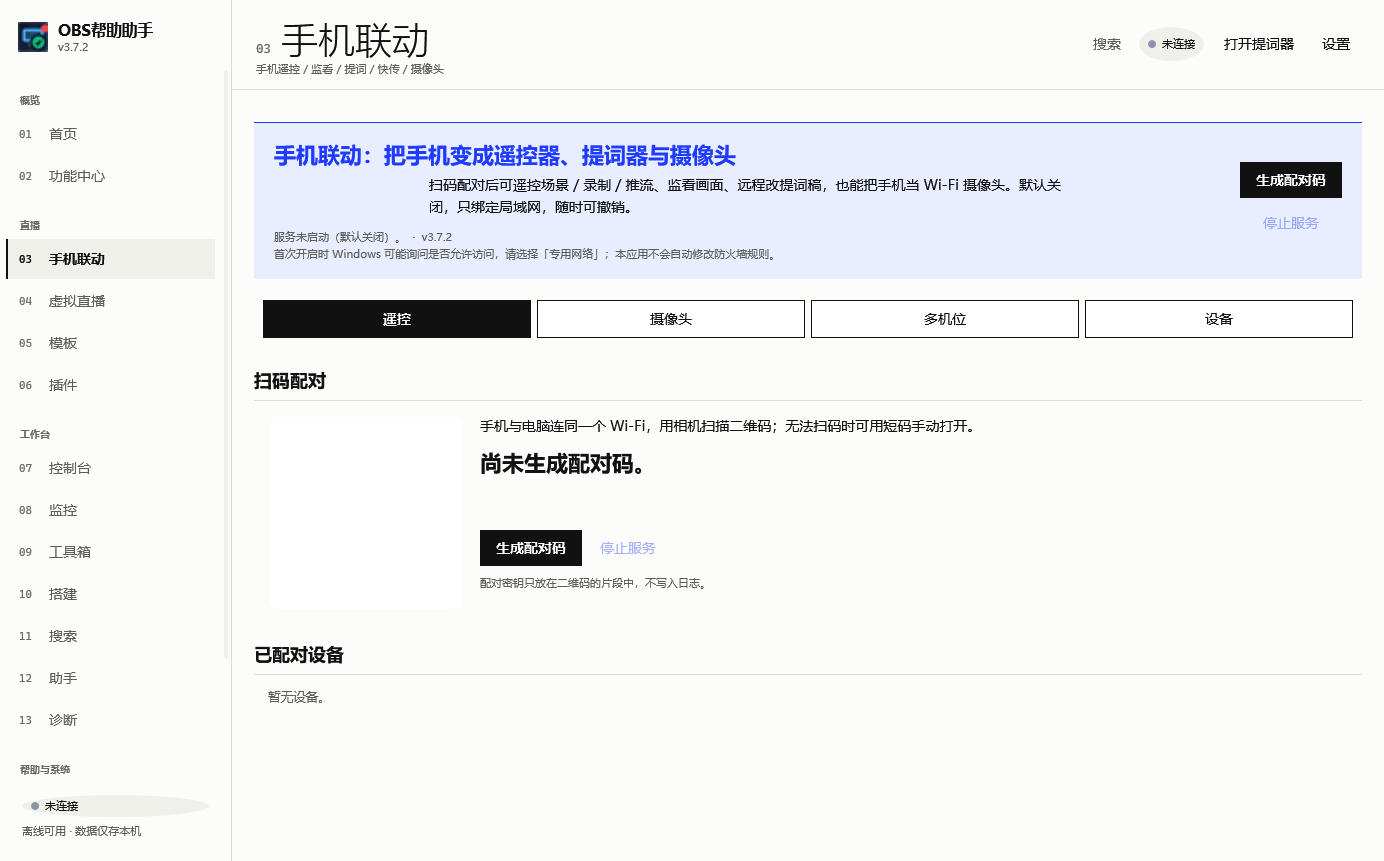 OBS帮助助手
v3.7.2
概览
01 首页
02 功能中心
直播
03 手机联动
04 虚拟直播
05 模板
06 插件
工作台
07 控制台
08 监控
09 工具箱
10 搭建
11 搜索
12 助手
13 诊断
帮助与系统
未连接
离线可用 · 数据仅存本机
03 手机联动
手机遥控 / 监看 / 提词 / 快传 / 摄像头
搜索 未连接 打开提词器 设置
手机联动：把手机变成遥控器、提词器与摄像头
扫码配对后可遥控场景 / 录制 / 推流、监看画面、远程改提词稿，也能把手机当 Wi-Fi 摄像头。默认关
闭，只绑定局域网，随时可撤销。
服务未启动（默认关闭）。 · v3.7.2
首次开启时 Windows 可能询问是否允许访问，请选择「专用网络」；本应用不会自动修改防火墙规则。
生成配对码
停止服务
遥控 摄像头 多机位 设备
扫码配对
手机与电脑连同一个 Wi-Fi，用相机扫描二维码；无法扫码时可用短码手动打开。
尚未生成配对码。
生成配对码 停止服务
配对密钥只放在二维码的片段中，不写入日志。
已配对设备
暂无设备。